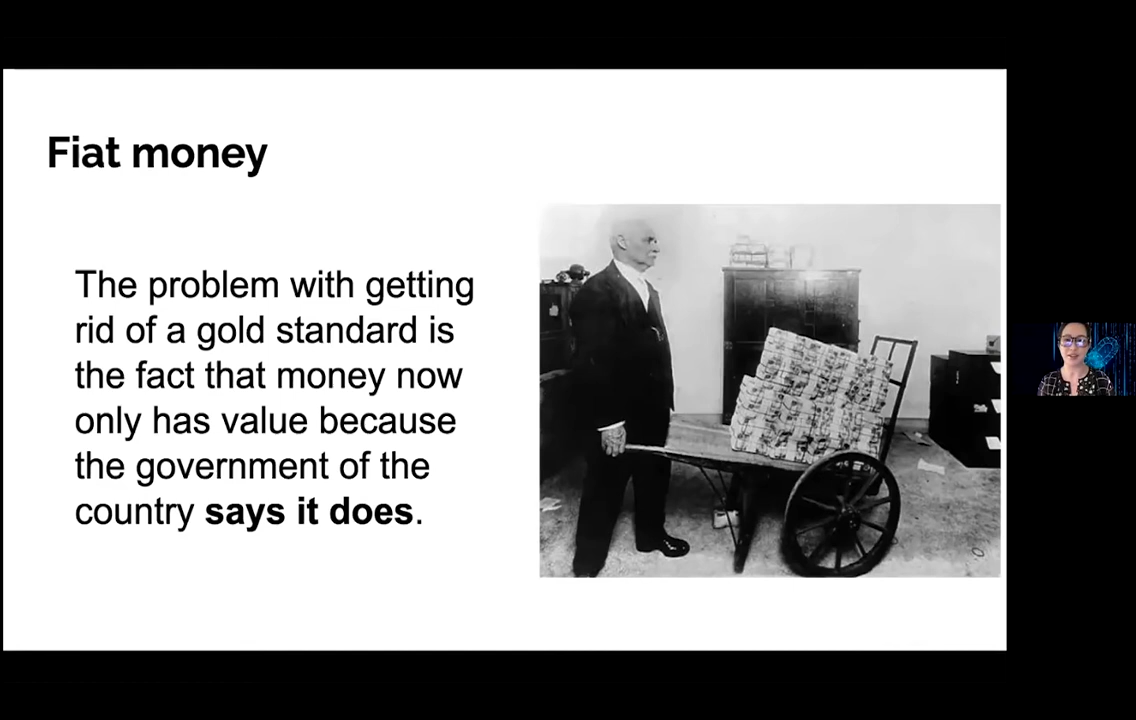 Fiat money
The problem with getting
rid of a gold standard is
the fact that money now
only has value because
the government of the
country says it does.